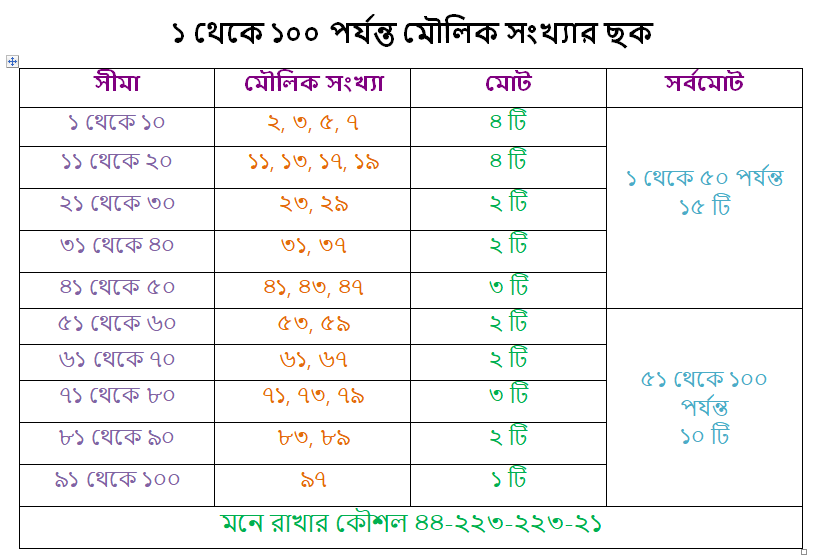 ১ থেকে ১০০ পর্যন্ত মৌলিক সংখ্যার ছক
সীমা মৌলিক সংখ্যা মোট সর্বমোট
১ থেকে ১০ ২, ৩, ৫, ৭ ৪ টি
১১ থেকে ২০ ১১, ১৩, ১৭, ১৯ ৪ টি
২১ থেকে ৩০ ২৩, ২৯ ২ টি
৩১ থেকে ৪০ ৩১, ৩৭ ২ টি
৪১ থেকে ৫০ ৪১, ৪৩, ৪৭ ৩ টি
১ থেকে ৫০ পর্যন্ত
১৫ টি
৫১ থেকে ৬০ ৫৩, ৫৯ ২ টি
৬১ থেকে ৭০ ৬১, ৬৭ ২ টি
৭১ থেকে ৮০ ৭১, ৭৩, ৭৯ ৩ টি
৮১ থেকে ৯০ ৮৩, ৮৯ ২ টি
৯১ থেকে ১০০ ৯৭ ১ টি
৫১ থেকে ১০০
পর্যন্ত
১০ টি
মনে রাখার কৌশল ৪৪-২২৩-২২৩-২১